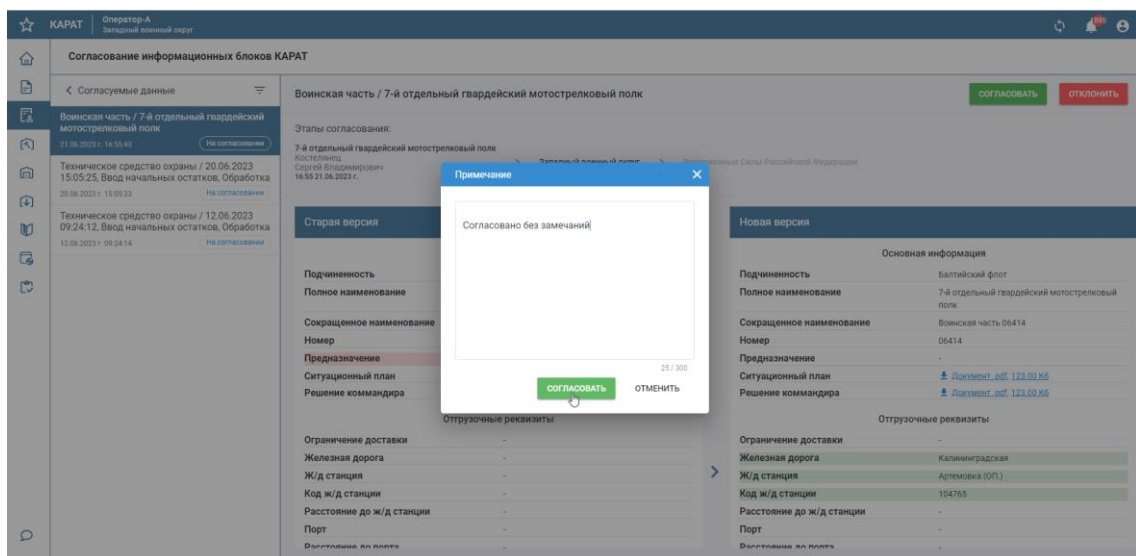 КАРАТ
Оператор-А
Западный военный округ
Согласование информационных блоков КАРАТ
Согласуемые данные
Воинская часть / 7-й отдельный гвардейский
мотострелковый полк
21.06.2023 г. 16:55:43
На согласовании
Техническое средство охраны / 20.06.2023
15:05:25, Ввод начальных остатков, Обработка
20.06.2023 г. 15:55:33
На согласовании
Техническое средство охраны / 12.06.2023
09:24:12, Ввод начальных остатков, Обработка
12.06.2023 г. 09:24:14
На согласовании
Воинская часть / 7-й отдельный гвардейский мотострелковый полк
СОГЛАСОВАТЬ
ОТКЛОНИТЬ
Этапы согласования:
7-й отдельный гвардейский мотострелковый полк
Костелянец
Сергей Владимирович
16:55 21.06.2023 г.
Западный военный округ
Силы Российской Федерации
Примечание
Согласовано без замечаний
25 / 300
СОГЛАСОВАТЬ
ОТМЕНИТЬ
Старая версия
Подчиненность
Полное наименование
Сокращенное наименование
Номер
Предназначение
Ситуационный план
Решение коммандира
Отгрузочные реквизиты
Ограничение доставки -
Железная дорога -
Ж/д станция -
Код ж/д станции -
Расстояние до ж/д станции -
Порт -
Расстояние до порта
Новая версия
Основная информация
Подчиненность Балтийский флот
Полное наименование 7-й отдельный гвардейский мотострелковый
полк
Сокращенное наименование Воинская часть 06414
Номер 06414
Предназначение -
Ситуационный план Документ .pdf, 123.00 Кб
Решение коммандира Документ .pdf, 123.00 Кб
Отгрузочные реквизиты
Ограничение доставки -
Железная дорога Калининградская
Ж/д станция Артемовка (ОП.)
Код ж/д станции 104765
Расстояние до ж/д станции -
Порт -
Расстояние до порта